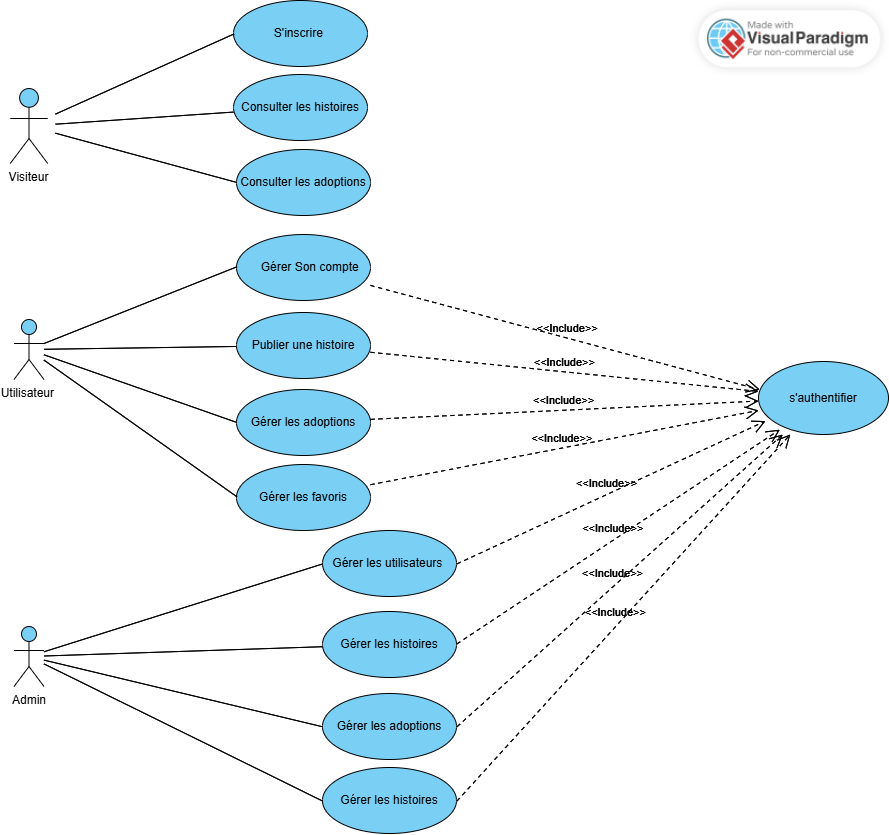 Made with
VisualParadigm
For non-commercial use
S'inscrire
Consulter les histoires
Consulter les adoptions
Visiteur
Gérer Son compte
Publier une histoire
Gérer les adoptions
Gérer les favoris
Utilisateur
<<Include>>
<<Include>>
<<Include>>
<<Include>>
s'authentifier
Gérer les utilisateurs
Gérer les histoires
Gérer les adoptions
Gérer les histoires
Admin
<<Include>>
<<Include>>
<<Include>>
<<Include>>